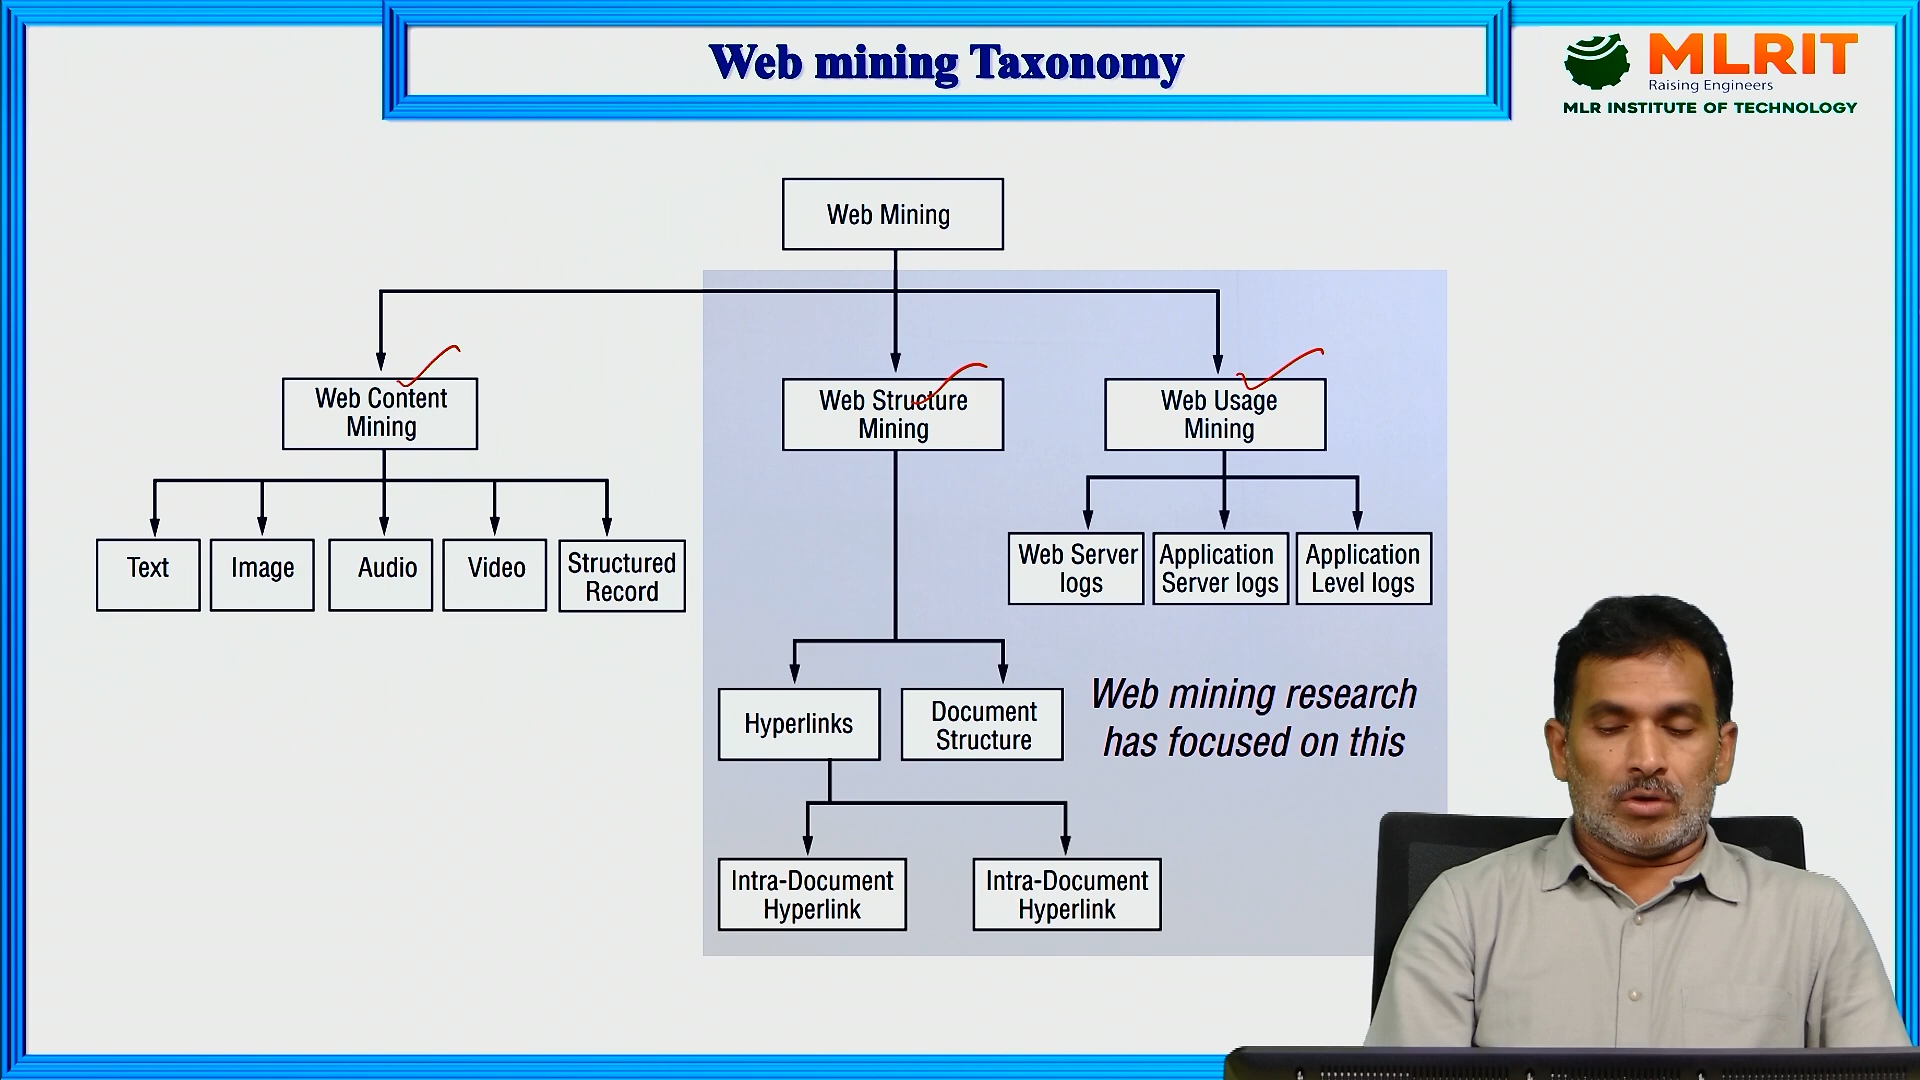 Web mining Taxonomy
MLRIT
Raising Engineers
MLR INSTITUTE OF TECHNOLOGY
Web Mining
Web Content
Mining
Web Structure
Mining
Web Usage
Mining
Text
Image
Audio
Video
Structured
Record
Web Server
logs
Application
Server logs
Application
Level logs
Hyperlinks
Document
Structure
Web mining research
has focused on this
Intra-Document
Hyperlink
Intra-Document
Hyperlink